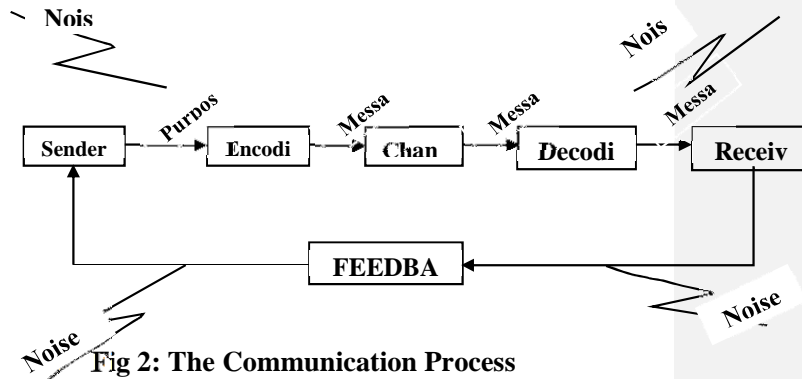 Nois
Nois
Purpos
Messa
Messa
Messa
Sender
Encodi
Chan
Decodi
Receiv
FEEDBA
Noise
Noise
Fig 2: The Communication Process